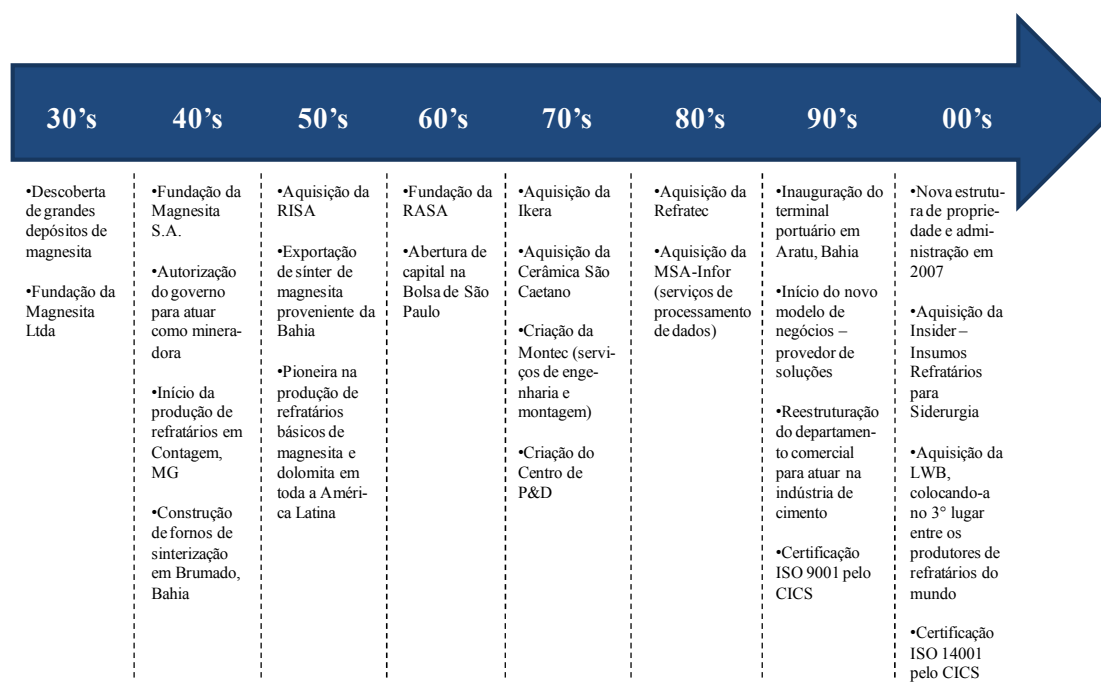 30’s 40’s 50’s 60’s 70’s 80’s 90’s 00’s
•Descoberta
de grandes
depósitos de
magnesita
•Fundação da
Magnesita
Ltda
•Fundação da
Magnesita
S.A.
•Autorização
do governo
para atuar
como minera-
dora
•Início da
produção de
refratários em
Contagem,
MG
•Construção
de fornos de
sinterização
em Brumado,
Bahia
•Aquisição da
RISA
•Exportação
de sínter de
magnesita
proveniente da
Bahia
•Pioneira na
produção de
refratários
básicos de
magnesita e
dolomita em
toda a Améri-
ca Latina
•Fundação da
RASA
•Abertura de
capital na
Bolsa de São
Paulo
•Aquisição da
Ikera
•Aquisição da
Cerâmica São
Caetano
•Criação da
Montec (servi-
ços de enge-
nharia e
montagem)
•Criação do
Centro de
P&D
•Aquisição da
Refratec
•Aquisição da
MSA-Infor
(serviços de
processamento
de dados)
•Inauguração do
terminal
portuário em
Aratu, Bahia
•Início do novo
modelo de
negócios –
provedor de
soluções
•Reestruturação
do departamen-
to comercial
para atuar na
indústria de
cimento
•Certificação
ISO 9001 pelo
CICS
•Nova estrutu-
ra de proprie-
dade e admi-
nistração em
2007
•Aquisição da
Insider –
Insumos
Refratários
para
Siderurgia
•Aquisição da
LWB,
colocando-a
no 3° lugar
entre os
produtores de
refratários do
mundo
•Certificação
ISO 14001
pelo CICS